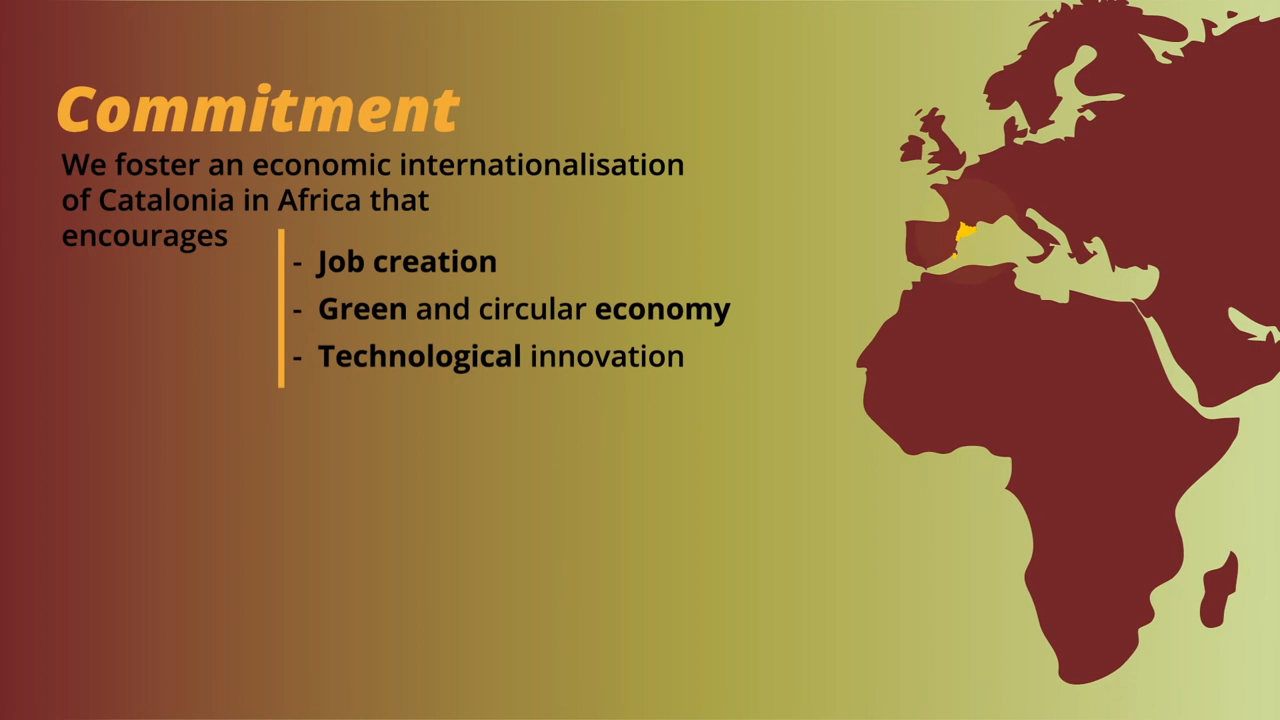 Commitment
We foster an economic internationalisation
of Catalonia in Africa that
encourages
- Job creation
- Green and circular economy
- Technological innovation